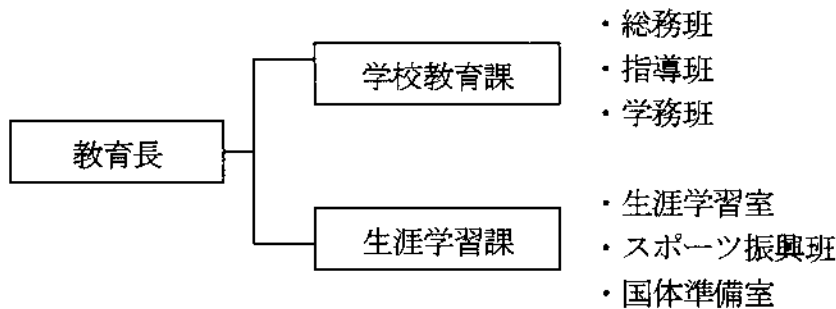 ・総務班
学校教育課
・指導班
・学務班
教育長
・生涯学習室
生涯学習課
・スポーツ振興班
・国体準備室